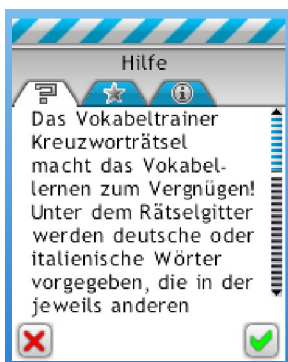 Hilfe
Das Vokabeltrainer
Kreuzworträtsel
macht das Vokabel-
lernen zum Vergnügen!
Unter dem Rätselgitter
werden deutsche oder
italienische Wörter
vorgegeben, die in der
jeweils anderen